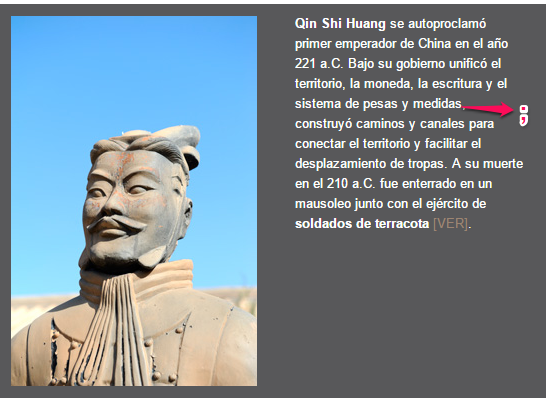 Qin Shi Huang se autoproclamó
primer emperador de China en el año
221 a.C. Bajo su gobierno unificó el
territorio, la moneda, la escritura y el
sistema de pesas y medidas,
;
construyó caminos y canales para
conectar el territorio y facilitar el
desplazamiento de tropas. A su muerte
en el 210 a.C. fue enterrado en un
mausoleo junto con el ejército de
soldados de terracota [VER].